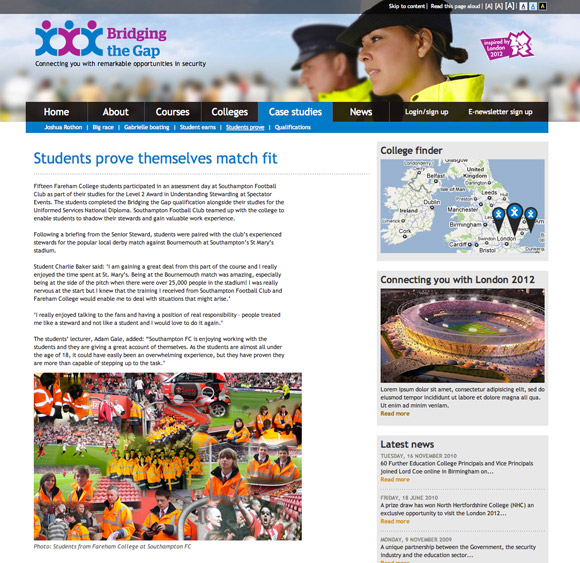 Skip to content | Read this page aloud | [A] [A] [A] | A A A
Bridging
the Gap
Connecting you with remarkable opportunities in security
inspired by
London
2012
Home About Courses Colleges Case studies News Login/sign up E-newsletter sign up
Joshua Rothon | Big race | Gabrielle boating | Student earns | Students prove | Qualifications
Students prove themselves match fit
Fifteen Fareham College students participated in an assessment day at Southampton Football
Club as part of their studies for the Level 2 Award in Understanding Stewarding at Spectator
Events. The students completed the Bridging the Gap qualification alongside their studies for the
Uniformed Services National Diploma. Southampton Football Club teamed up with the college to
enable students to shadow their stewards and gain valuable work experience.
Following a briefing from the Senior Steward, students were paired with the club's experienced
stewards for the popular local derby match against Bournemouth at Southampton's St Mary's
stadium.
Student Charlie Baker said: 'I am gaining a great deal from this part of the course and I really
enjoyed the time spent at St. Mary's. Being at the Bournemouth match was amazing, especially
being at the side of the pitch when there were over 25,000 people in the stadium! I was really
nervous at the start but I knew that the training I received from Southampton Football Club and
Fareham College would enable me to deal with situations that might arise.'
'I really enjoyed talking to the fans and having a position of real responsibility - people treated
me like a steward and not like a student and I would love to do it again."
The students' lecturer, Adam Gale, added: "Southampton FC is enjoying working with the
students and they are giving a great account of themselves. As the students are almost all under
the age of 18, it could have easily been an overwhelming experience, but they have proven they
are more than capable of stepping up to the task."
Photo: Students from Fareham College at Southampton FC
College finder
Londonderry
Derry
Belfast
United
Kingdom
Isle of Man
Leeds
Dublin
Manchester
Ireland
Birmingham
Cork
Cardiff
Bristol
London
Connecting you with London 2012
Lorem ipsum dolor sit amet, consectetur adipisicing elit, sed do
eiusmod tempor incididunt ut labore et dolore magna aliqua.
Ut enim ad minim veniam.
Read more
Latest news
TUESDAY, 16 NOVEMBER 2010
60 Further Education College Principals and Vice Principals
joined Lord Coe online in Birmingham on...
Read more
FRIDAY, 18 JUNE 2010
A prize draw has won North Hertfordshire College (NHC) an
exclusive opportunity to visit the London 2012...
Read more
MONDAY, 9 NOVEMBER 2009
A unique partnership between the Government, the security
industry and the education sector...
Read more